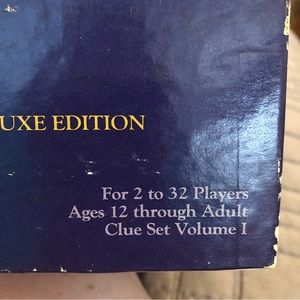 UXE EDITION
For 2 to 32 Players
Ages 12 through Adult
Clue Set Volume I